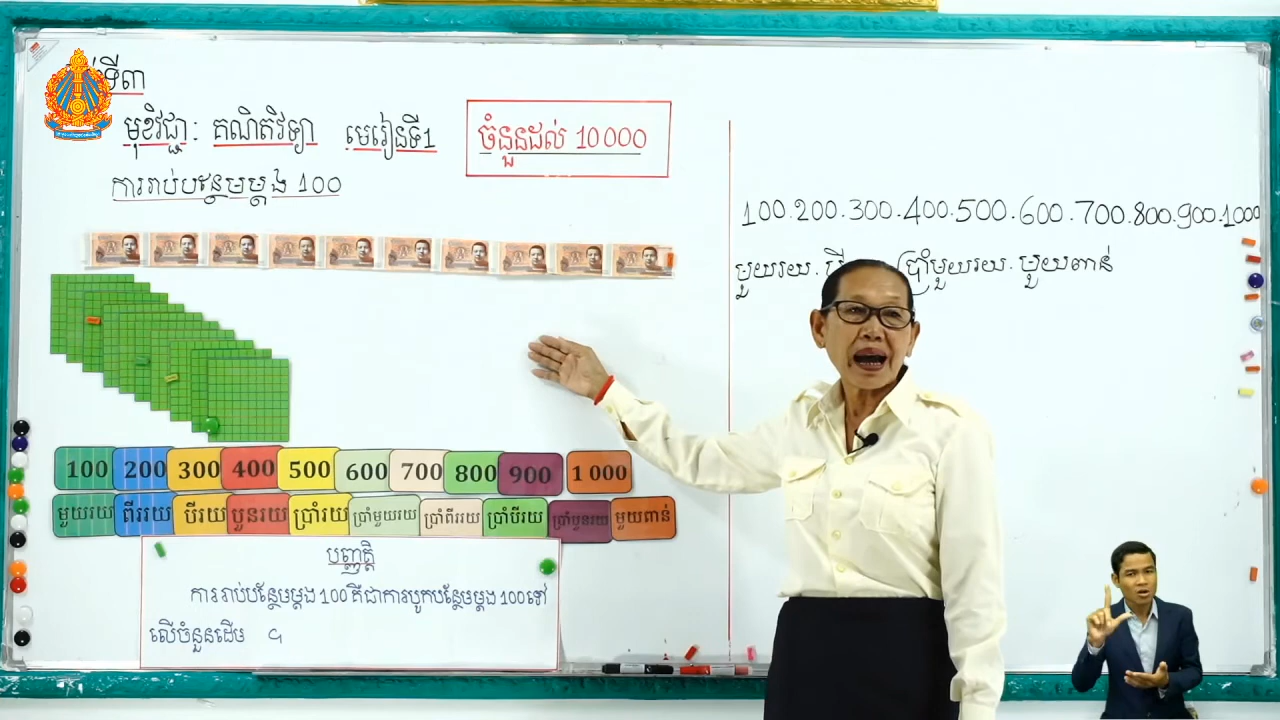 ទី៣
មុខវិជ្ជា: គណិតវិទ្យា មេរៀនទី1 ចំនួនដល់ 10000
ការរាប់បន្ថែមម្តង 100
100.200.300.400.500.600.700.800.900.1000
មួយរយ. ប្រាំមួយរយ. មួយពាន់
100 200 300 400 500 600 700 800 900 1 000
មួយរយ ពីររយ បីរយ បួនរយ ប្រាំរយ ប្រាំមួយរយ ប្រាំពីររយ ប្រាំបីរយ ប្រាំបួនរយ មួយពាន់
បញ្ញត្តិ
ការរាប់បន្ថែមម្តង 100 គឺជាការបូកបន្ថែមម្តង 100 ទៅ
លើចំនួនដើម ។